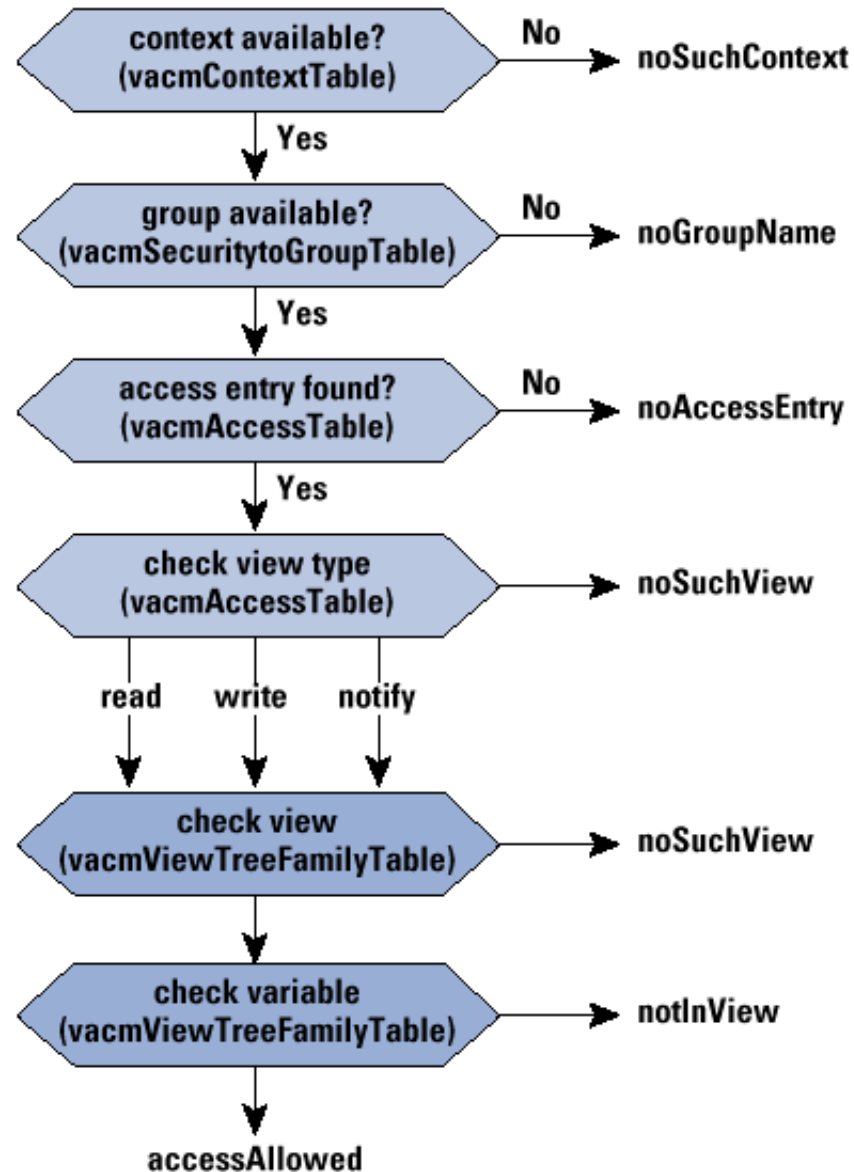 context available?
(vacmContextTable)
No
noSuchContext
Yes
group available?
(vacmSecuritytoGroupTable)
No
noGroupName
Yes
access entry found?
(vacmAccessTable)
No
noAccessEntry
Yes
check view type
(vacmAccessTable)
noSuchView
read write notify
check view
(vacmViewTreeFamilyTable)
noSuchView
check variable
(vacmViewTreeFamilyTable)
notInView
accessAllowed